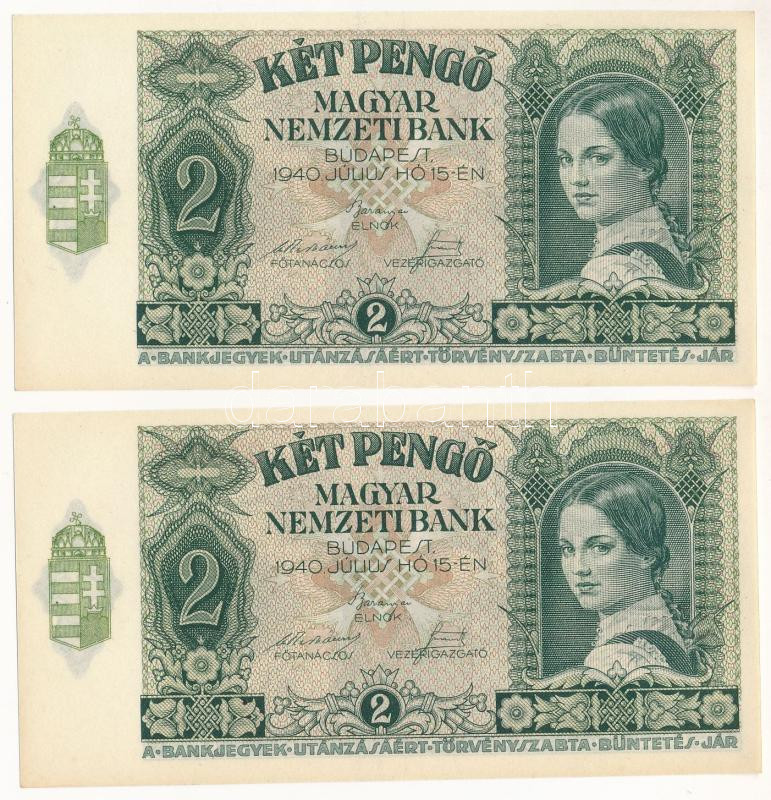 KÉT PENGŐ
MAGYAR
NEMZETI BANK
BUDAPEST,
1940 JÚLIUS HÓ 15-ÉN
2
Baranyai
ELNÖK
FŐTANÁCSOS VEZÉRIGAZGATÓ
2
A·BANKJEGYEK·UTÁNZÁSÁÉRT·TÖRVÉNYSZABTA·BÜNTETÉS·JÁR
darabanth
KÉT PENGŐ
MAGYAR
NEMZETI BANK
BUDAPEST,
1940 JÚLIUS HÓ 15-ÉN
2
Baranyai
ELNÖK
FŐTANÁCSOS VEZÉRIGAZGATÓ
2
A·BANKJEGYEK·UTÁNZÁSÁÉRT·TÖRVÉNYSZABTA·BÜNTETÉS·JÁR